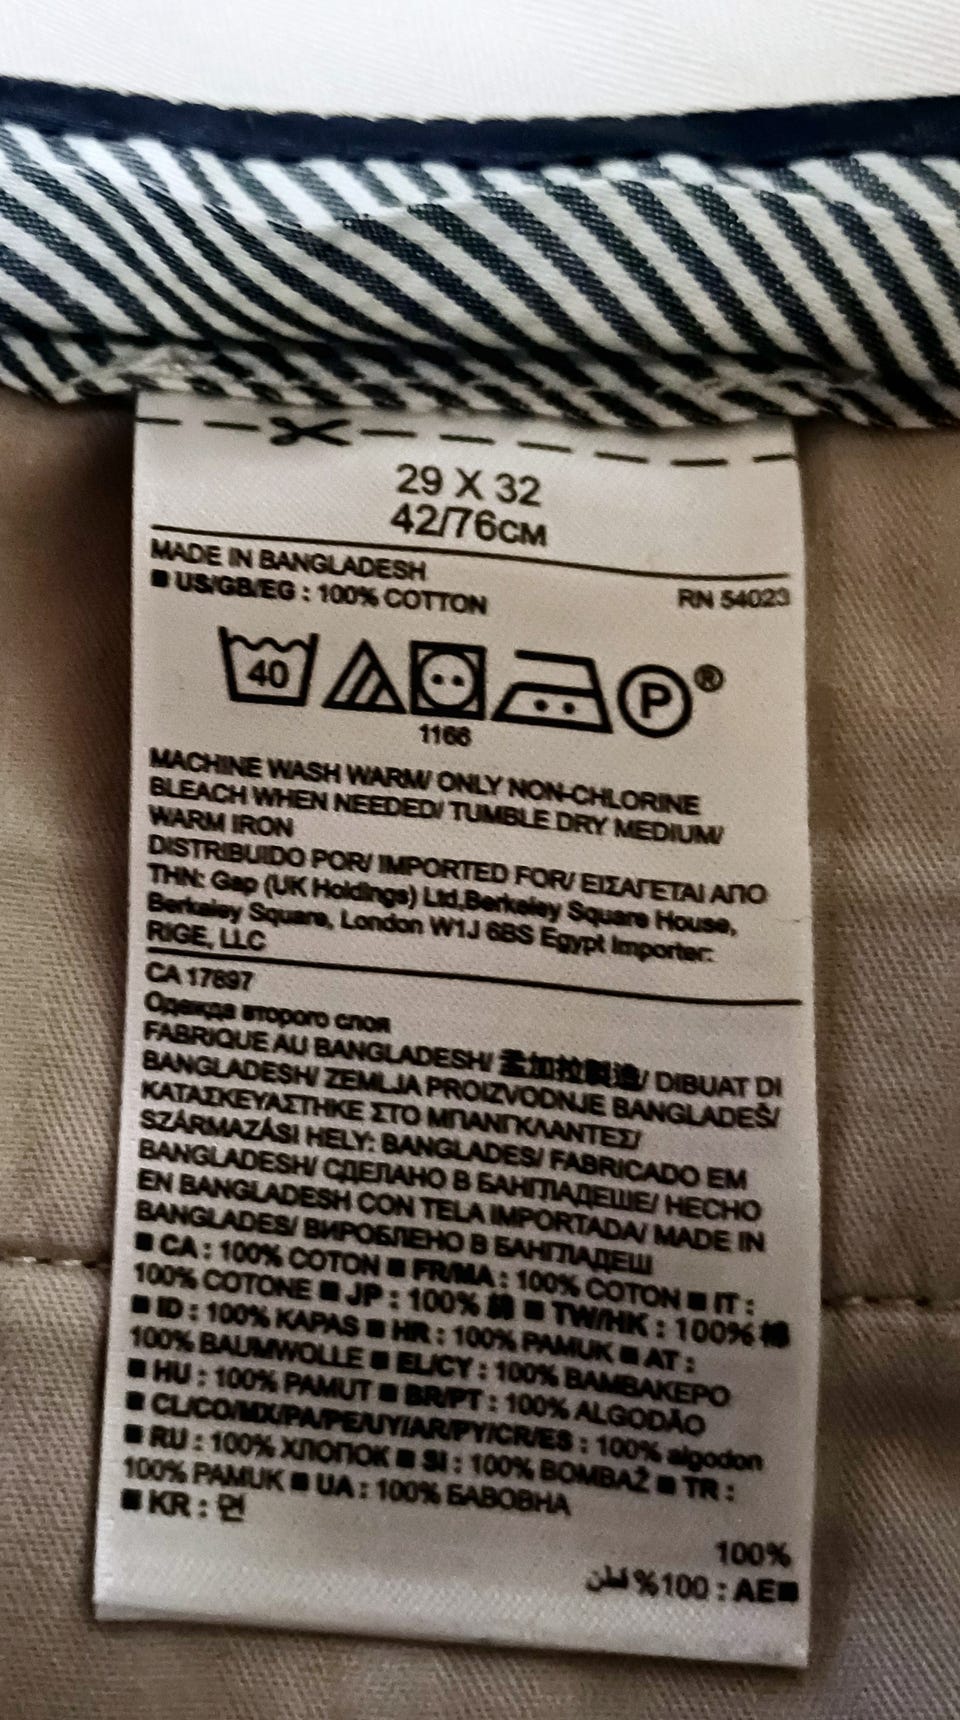 29 X 32
42/76CM
MADE IN BANGLADESH
■ US/GB/EG : 100% COTTON
RN 54023
40
P®
1166
MACHINE WASH WARM/ ONLY NON-CHLORINE
BLEACH WHEN NEEDED/ TUMBLE DRY MEDIUM/
WARM IRON
DISTRIBUIDO POR/ IMPORTED FOR/ ΕΙΣΑΓΕΤΑΙ ΑΠΟ
ΤΗΝ: Gap (UK Holdings) Ltd,Berkeley Square House,
Berkeley Square, London W1J 6BS Egypt Importer:
RIGE, LLC
CA 17897
Одежда второго слоя
FABRIQUE AU BANGLADESH/ 孟加拉製造/ DIBUAT DI
BANGLADESH/ ZEMLJA PROIZVODNJE BANGLADEŠ/
ΚΑΤΑΣΚΕΥΑΣΤΗΚΕ ΣΤΟ ΜΠΑΝΓΚΛΑΝΤΕΣ/
SZÁRMAZÁSI HELY: BANGLADES/ FABRICADO EM
BANGLADESH/ СДЕЛАНО В БАНГЛАДЕШЕ/ HECHO
EN BANGLADESH CON TELA IMPORTADA/ MADE IN
BANGLADES/ ВИРОБЛЕНО В БАНГЛАДЕШ
■ CA : 100% COTON ■ FR/MA : 100% COTON ■ IT :
100% COTONE ■ JP : 100% 綿 ■ TW/HK : 100% 棉
■ ID : 100% KAPAS ■ HR : 100% PAMUK ■ AT :
100% BAUMWOLLE ■ EL/CY : 100% ΒΑΜΒΑΚΕΡΟ
■ HU : 100% PAMUT ■ BR/PT : 100% ALGODÃO
■ CL/CO/MX/PA/PE/UY/AR/PY/CR/ES : 100% algodon
■ RU : 100% ХЛОПОК ■ SI : 100% BOMBAŽ ■ TR :
100% PAMUK ■ UA : 100% БАВОВНА
■ KR : 면
100%
■AE : 100% قطن